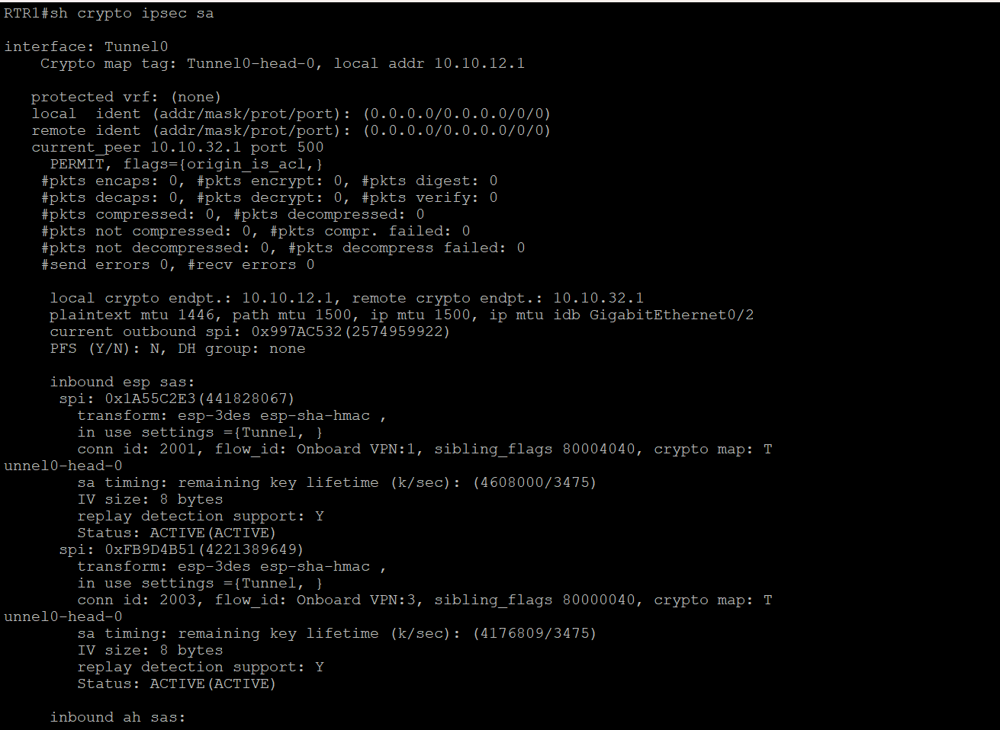 RTR1#sh crypto ipsec sa
interface: Tunnel0
Crypto map tag: Tunnel0-head-0, local addr 10.10.12.1
protected vrf: (none)
local  ident (addr/mask/prot/port): (0.0.0.0/0.0.0.0/0/0)
remote ident (addr/mask/prot/port): (0.0.0.0/0.0.0.0/0/0)
current_peer 10.10.32.1 port 500
PERMIT, flags={origin_is_acl,}
#pkts encaps: 0, #pkts encrypt: 0, #pkts digest: 0
#pkts decaps: 0, #pkts decrypt: 0, #pkts verify: 0
#pkts compressed: 0, #pkts decompressed: 0
#pkts not compressed: 0, #pkts compr. failed: 0
#pkts not decompressed: 0, #pkts decompress failed: 0
#send errors 0, #recv errors 0
local crypto endpt.: 10.10.12.1, remote crypto endpt.: 10.10.32.1
plaintext mtu 1446, path mtu 1500, ip mtu 1500, ip mtu idb GigabitEthernet0/2
current outbound spi: 0x997AC532(2574959922)
PFS (Y/N): N, DH group: none
inbound esp sas:
spi: 0x1A55C2E3(441828067)
transform: esp-3des esp-sha-hmac ,
in use settings ={Tunnel, }
conn id: 2001, flow_id: Onboard VPN:1, sibling_flags 80004040, crypto map: T
unnel0-head-0
sa timing: remaining key lifetime (k/sec): (4608000/3475)
IV size: 8 bytes
replay detection support: Y
Status: ACTIVE(ACTIVE)
spi: 0xFB9D4B51(4221389649)
transform: esp-3des esp-sha-hmac ,
in use settings ={Tunnel, }
conn id: 2003, flow_id: Onboard VPN:3, sibling_flags 80000040, crypto map: T
unnel0-head-0
sa timing: remaining key lifetime (k/sec): (4176809/3475)
IV size: 8 bytes
replay detection support: Y
Status: ACTIVE(ACTIVE)
inbound ah sas: